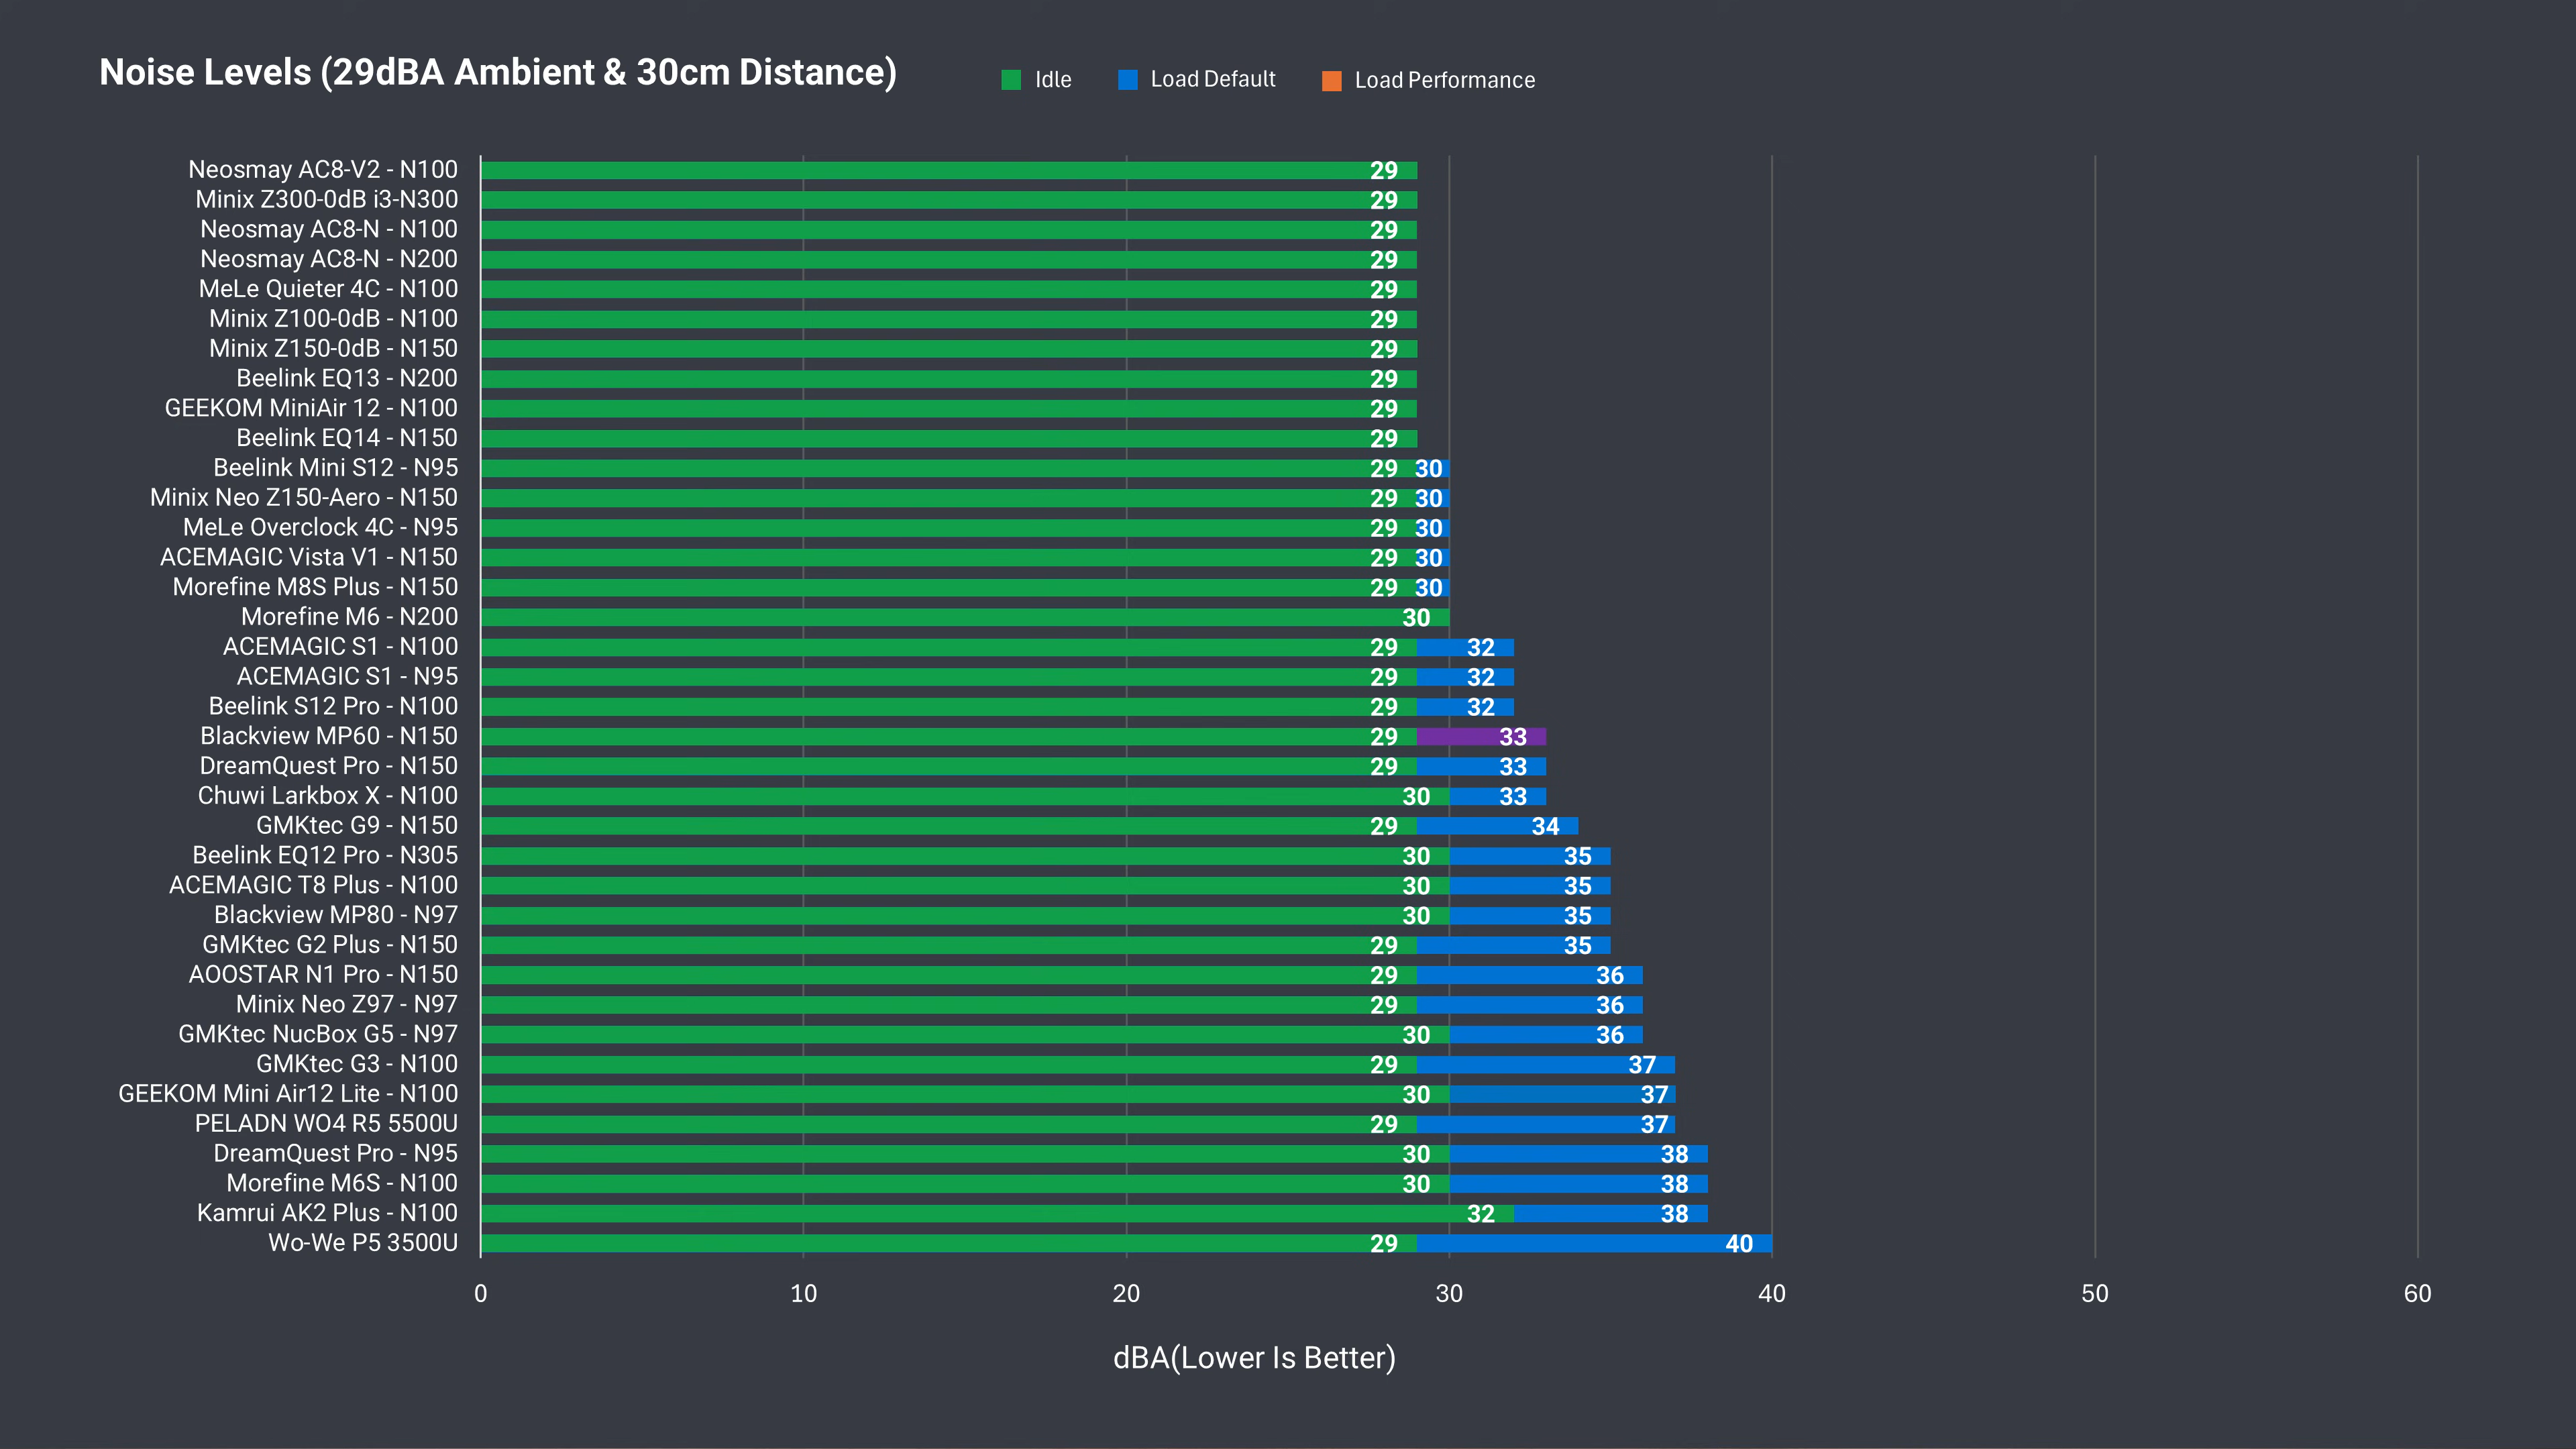 Noise Levels (29dBA Ambient & 30cm Distance)
Idle Load Default Load Performance
Neosmay AC8-V2 - N100 29
Minix Z300-0dB i3-N300 29
Neosmay AC8-N - N100 29
Neosmay AC8-N - N200 29
MeLe Quieter 4C - N100 29
Minix Z100-0dB - N100 29
Minix Z150-0dB - N150 29
Beelink EQ13 - N200 29
GEEKOM MiniAir 12 - N100 29
Beelink EQ14 - N150 29
Beelink Mini S12 - N95 29 30
Minix Neo Z150-Aero - N150 29 30
MeLe Overclock 4C - N95 29 30
ACEMAGIC Vista V1 - N150 29 30
Morefine M8S Plus - N150 29 30
Morefine M6 - N200 30
ACEMAGIC S1 - N100 29 32
ACEMAGIC S1 - N95 29 32
Beelink S12 Pro - N100 29 32
Blackview MP60 - N150 29 33
DreamQuest Pro - N150 29 33
Chuwi Larkbox X - N100 30 33
GMKtec G9 - N150 29 34
Beelink EQ12 Pro - N305 30 35
ACEMAGIC T8 Plus - N100 30 35
Blackview MP80 - N97 30 35
GMKtec G2 Plus - N150 29 35
AOOSTAR N1 Pro - N150 29 36
Minix Neo Z97 - N97 29 36
GMKtec NucBox G5 - N97 30 36
GMKtec G3 - N100 29 37
GEEKOM Mini Air12 Lite - N100 30 37
PELADN WO4 R5 5500U 29 37
DreamQuest Pro - N95 30 38
Morefine M6S - N100 30 38
Kamrui AK2 Plus - N100 32 38
Wo-We P5 3500U 29 40
0 10 20 30 40 50 60
dBA(Lower Is Better)